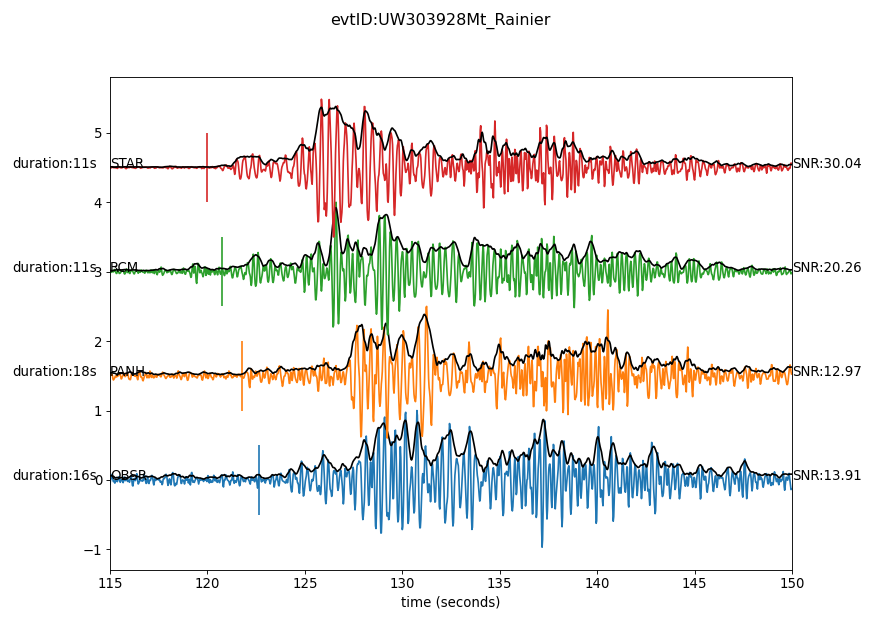 evtID:UW303928Mt_Rainier
5
duration:11s STAR SNR:30.04
4
duration:11s RCM SNR:20.26
3
2
duration:18s PANH SNR:12.97
1
duration:16s OBSR SNR:13.91
0
−1
115 120 125 130 135 140 145 150
time (seconds)